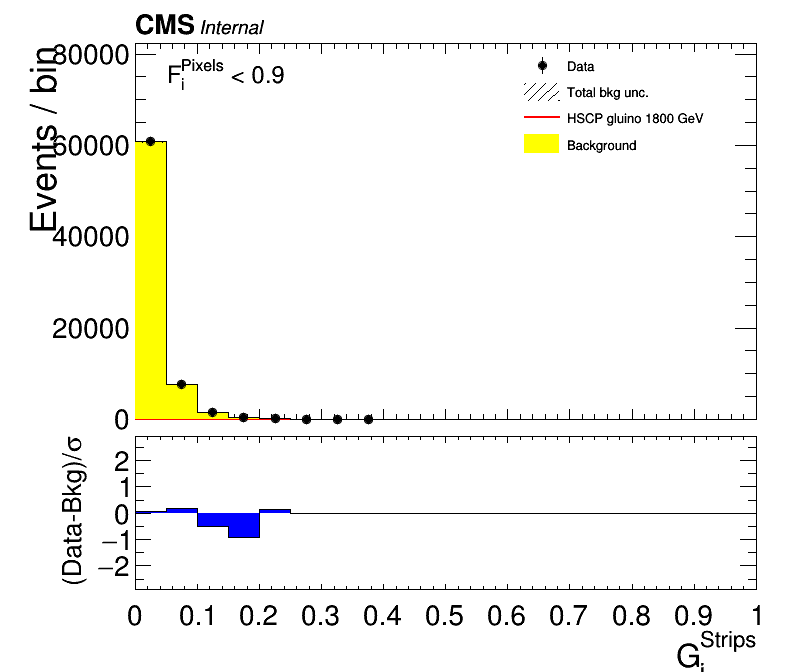 CMS Internal
F_i^Pixels < 0.9
Data
Total bkg unc.
HSCP gluino 1800 GeV
Background
Events / bin
80000
60000
40000
20000
0
(Data-Bkg)/σ
2
1
0
−1
−2
0 0.1 0.2 0.3 0.4 0.5 0.6 0.7 0.8 0.9 1
G_i^Strips